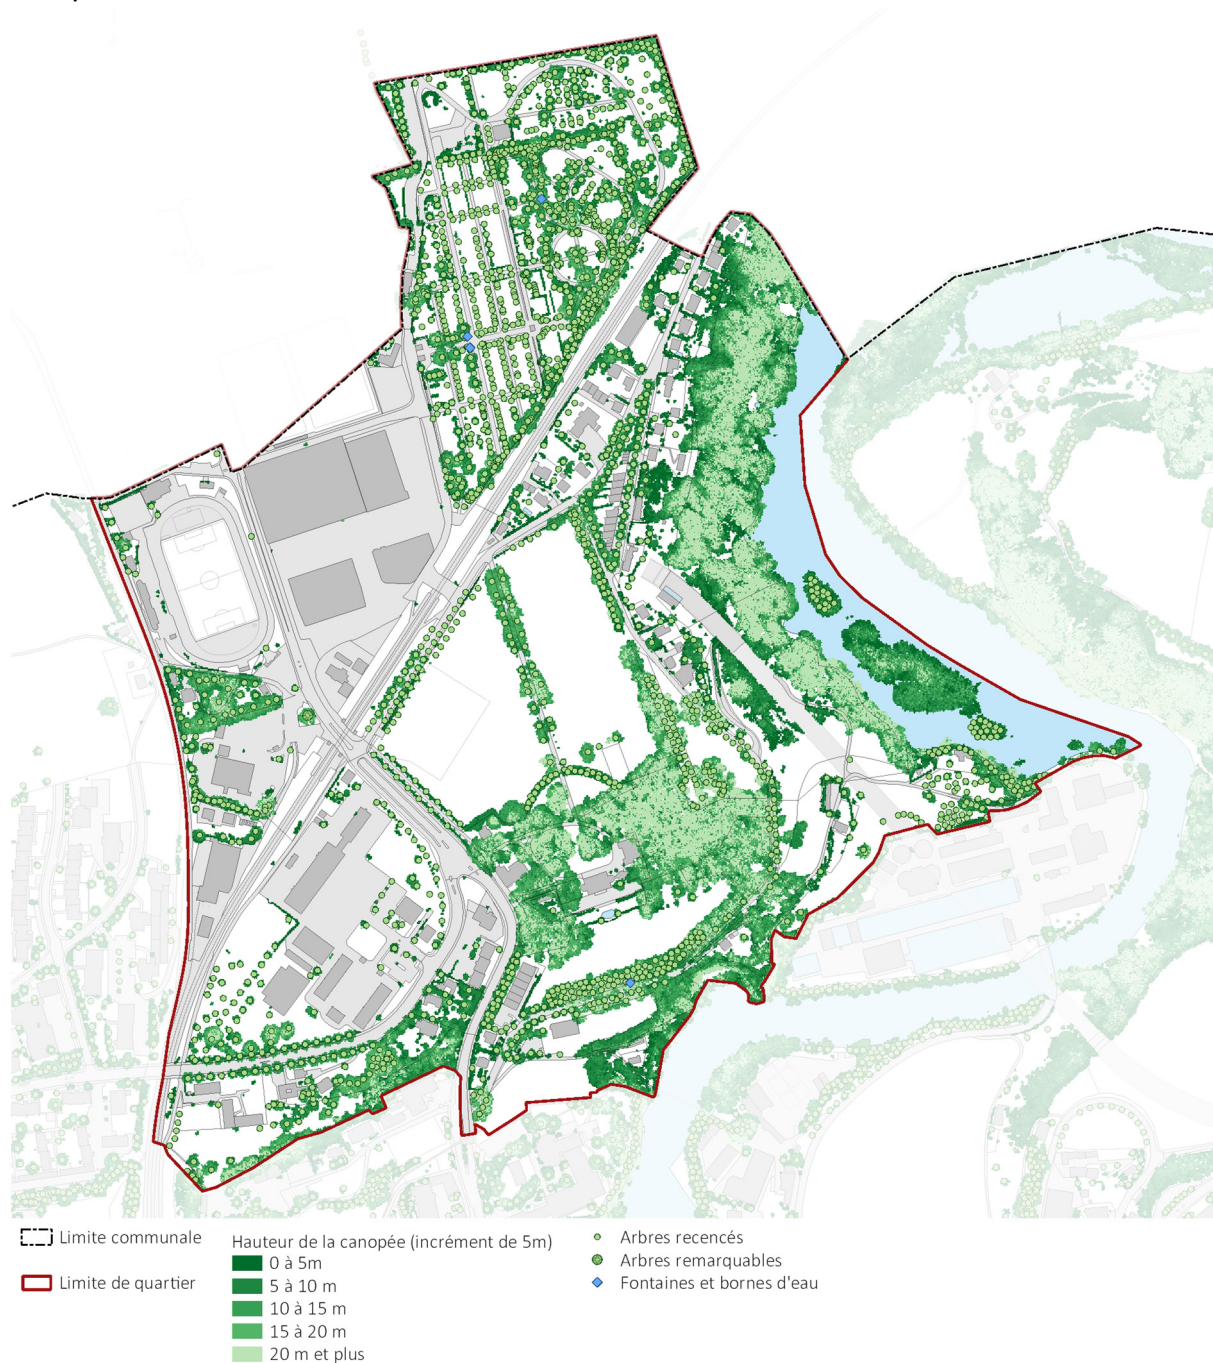 Limite communale
Limite de quartier
Hauteur de la canopée (incrément de 5m)
0 à 5m
5 à 10 m
10 à 15 m
15 à 20 m
20 m et plus
Arbres recencés
Arbres remarquables
Fontaines et bornes d'eau